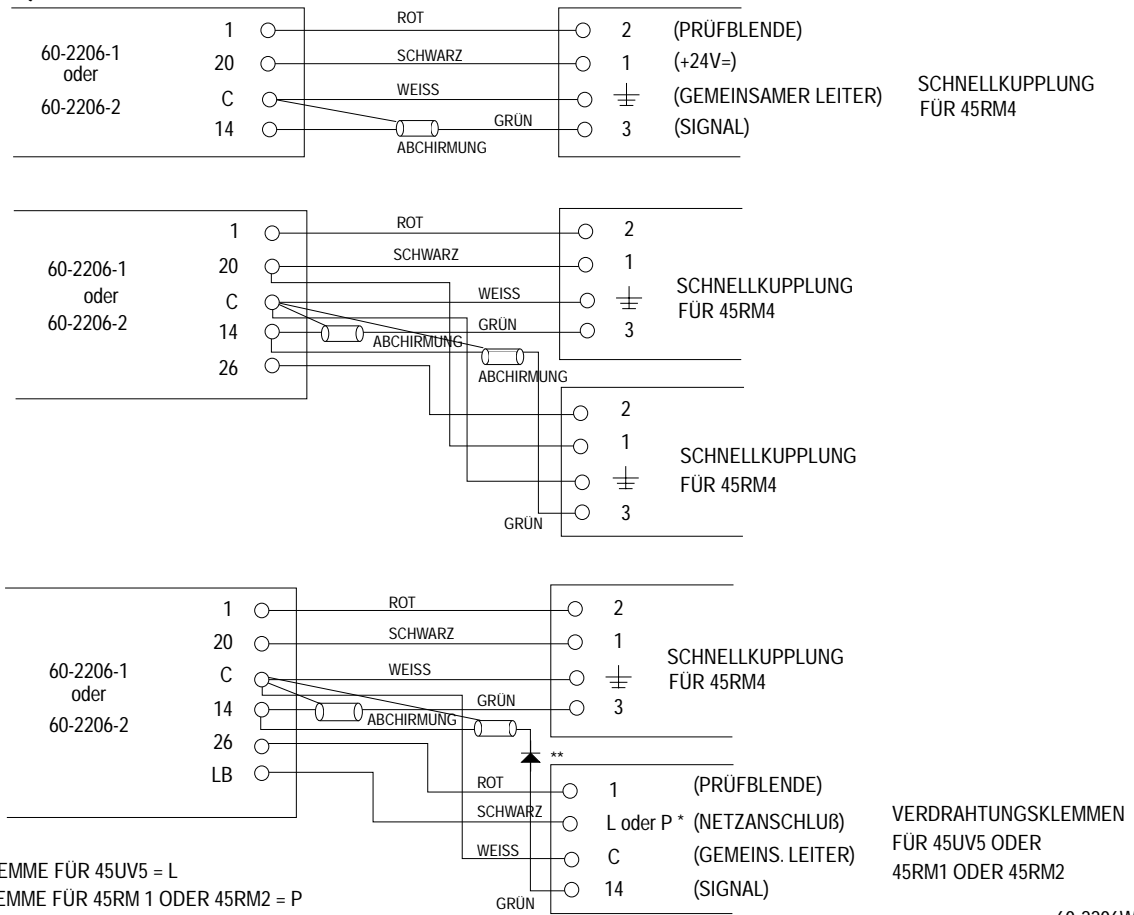 ROT
1 2 (PRÜFBLENDE)
60-2206-1
oder
60-2206-2
20 SCHWARZ 1 (+24V=)
C WEISS (GEMEINSAMER LEITER)
14 GRÜN 3 (SIGNAL)
ABCHIRMUNG
SCHNELLKUPPLUNG
FÜR 45RM4
ROT
1 2
60-2206-1
oder
60-2206-2
20 SCHWARZ 1
C WEISS
14 GRÜN 3
ABCHIRMUNG
26
ABCHIRMUNG
SCHNELLKUPPLUNG
FÜR 45RM4
2
1
3
GRÜN
SCHNELLKUPPLUNG
FÜR 45RM4
ROT
1 2
60-2206-1
oder
60-2206-2
20 SCHWARZ 1
C WEISS
14 GRÜN 3
ABCHIRMUNG
26
LB
SCHNELLKUPPLUNG
FÜR 45RM4
**
ROT 1 (PRÜFBLENDE)
SCHWARZ L oder P * (NETZANSCHLUß)
WEISS C (GEMEINS. LEITER)
GRÜN 14 (SIGNAL)
VERDRAHTUNGSKLEMMEN
FÜR 45UV5 ODER
45RM1 ODER 45RM2
EMME FÜR 45UV5 = L
EMME FÜR 45RM 1 ODER 45RM2 = P